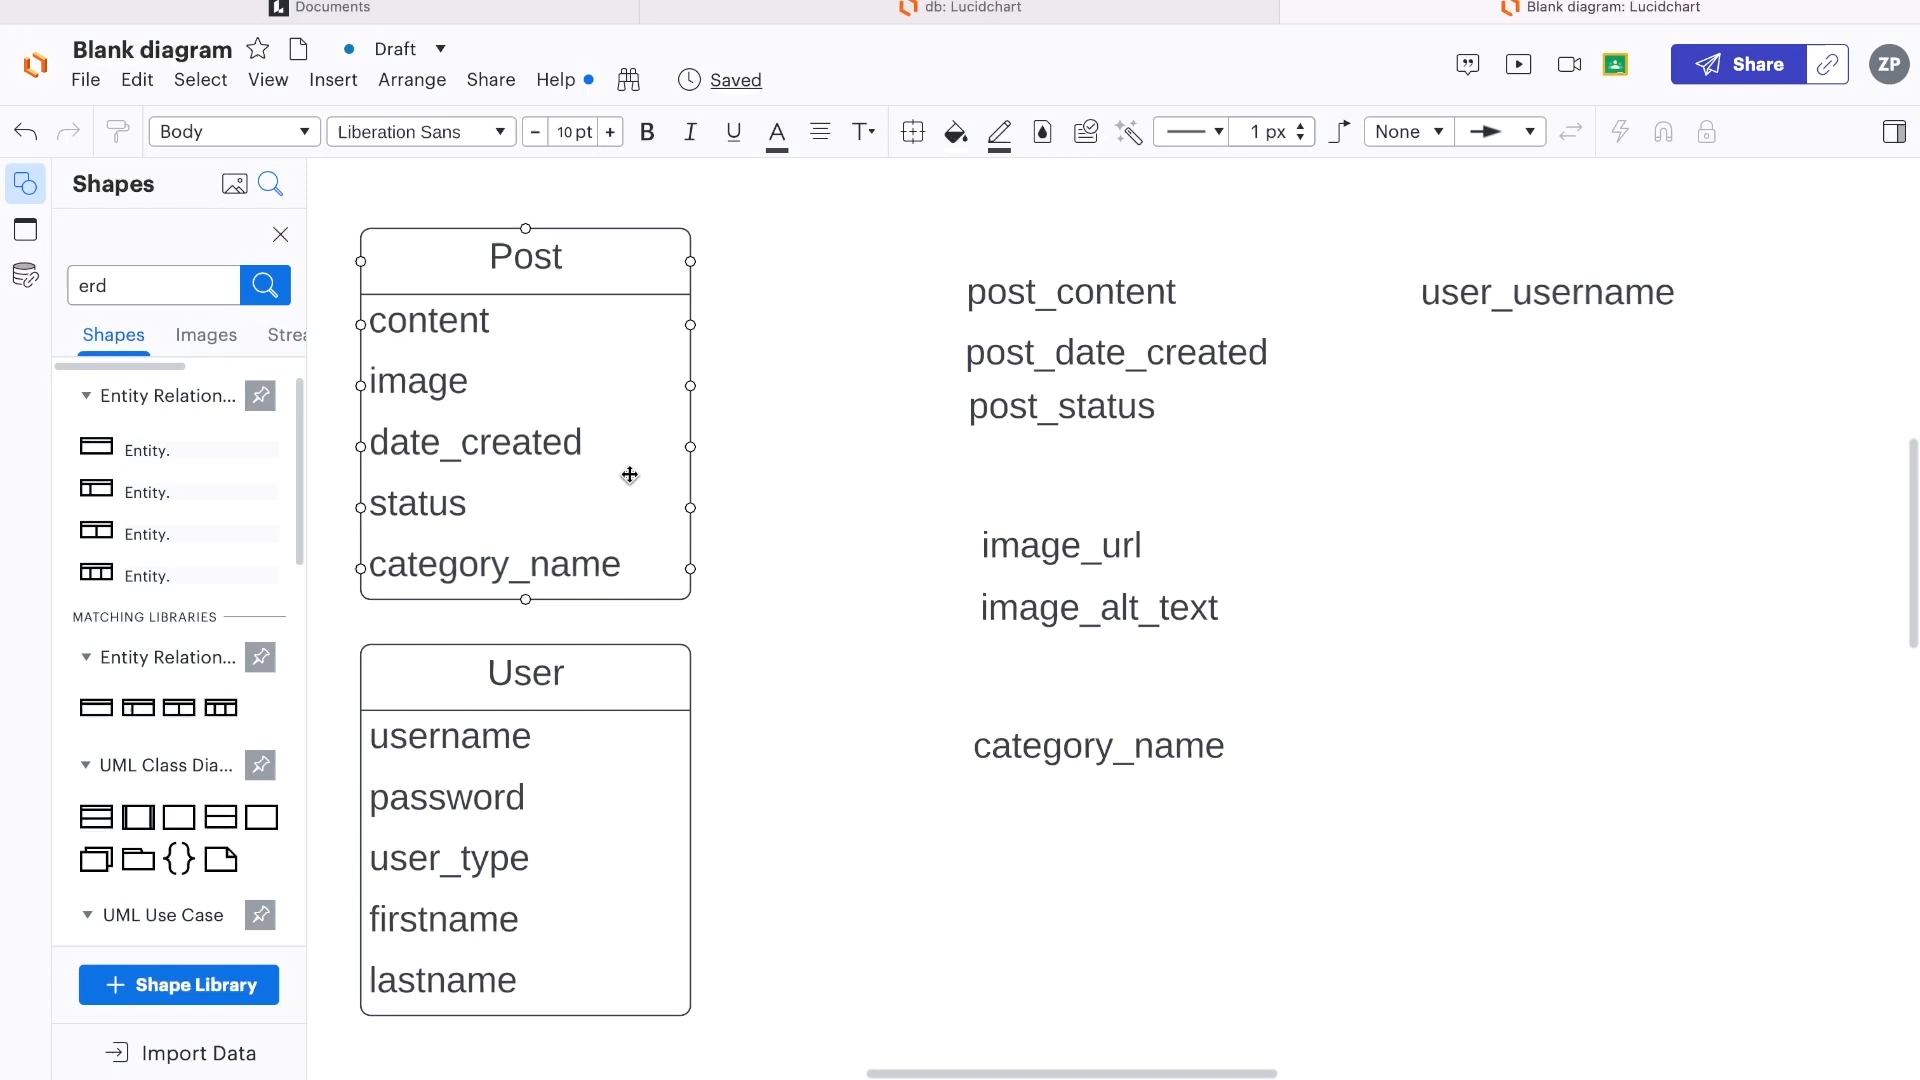 Documents
db: Lucidchart
Blank diagram: Lucidchart
Blank diagram
Draft
File Edit Select View Insert Arrange Share Help
Saved
Share
ZP
Body
Liberation Sans
- 10 pt +
B I U A T
1 px
None
Shapes
erd
Shapes Images Strea
Entity Relation...
Entity.
Entity.
Entity.
Entity.
MATCHING LIBRARIES
Entity Relation...
UML Class Dia...
UML Use Case
+ Shape Library
Import Data
Post
content
image
date_created
status
category_name
User
username
password
user_type
firstname
lastname
post_content
post_date_created
post_status
image_url
image_alt_text
category_name
user_username